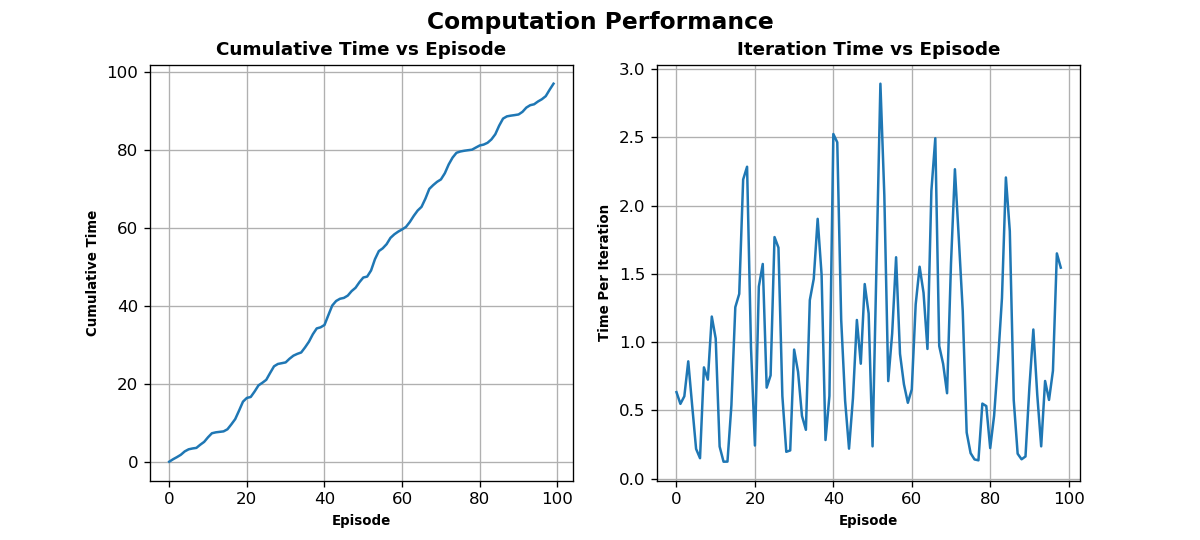 Computation Performance
Cumulative Time vs Episode
Cumulative Time
100
80
60
40
20
0
0 20 40 60 80 100
Episode
Iteration Time vs Episode
Time Per Iteration
3.0
2.5
2.0
1.5
1.0
0.5
0.0
0 20 40 60 80 100
Episode